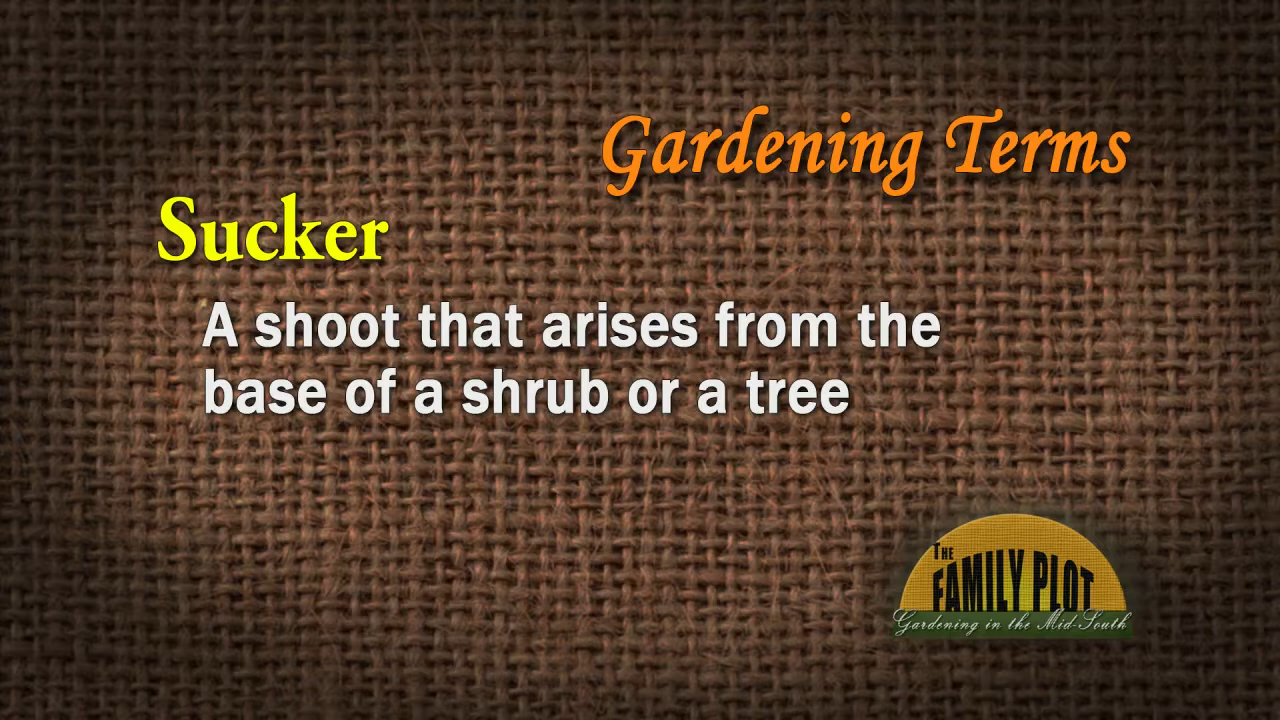 Gardening Terms
Sucker
A shoot that arises from the
base of a shrub or a tree
THE
FAMILY PLOT
Gardening in the Mid-South